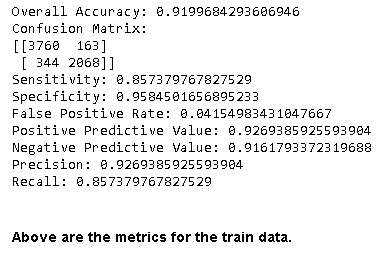 Overall Accuracy: 0.9199684293606946
Confusion Matrix:
[[3760  163]
 [ 344 2068]]
Sensitivity: 0.857379767827529
Specificity: 0.9584501656895233
False Positive Rate: 0.04154983431047667
Positive Predictive Value: 0.9269385925593904
Negative Predictive Value: 0.9161793372319688
Precision: 0.9269385925593904
Recall: 0.857379767827529
Above are the metrics for the train data.